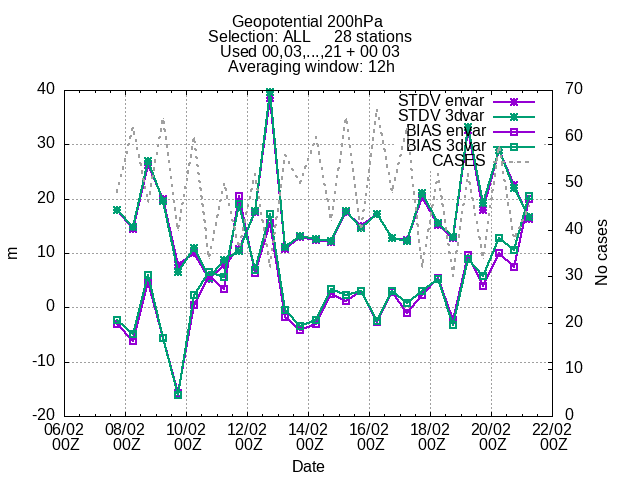 Geopotential 200hPa
Selection: ALL 28 stations
Used 00,03,...,21 + 00 03
Averaging window: 12h
STDV envar
STDV 3dvar
BIAS envar
BIAS 3dvar
CASES
40
30
20
10
0
-10
-20
m
70
60
50
40
30
20
10
0
No cases
06/02 08/02 10/02 12/02 14/02 16/02 18/02 20/02 22/02
00Z 00Z 00Z 00Z 00Z 00Z 00Z 00Z 00Z
Date